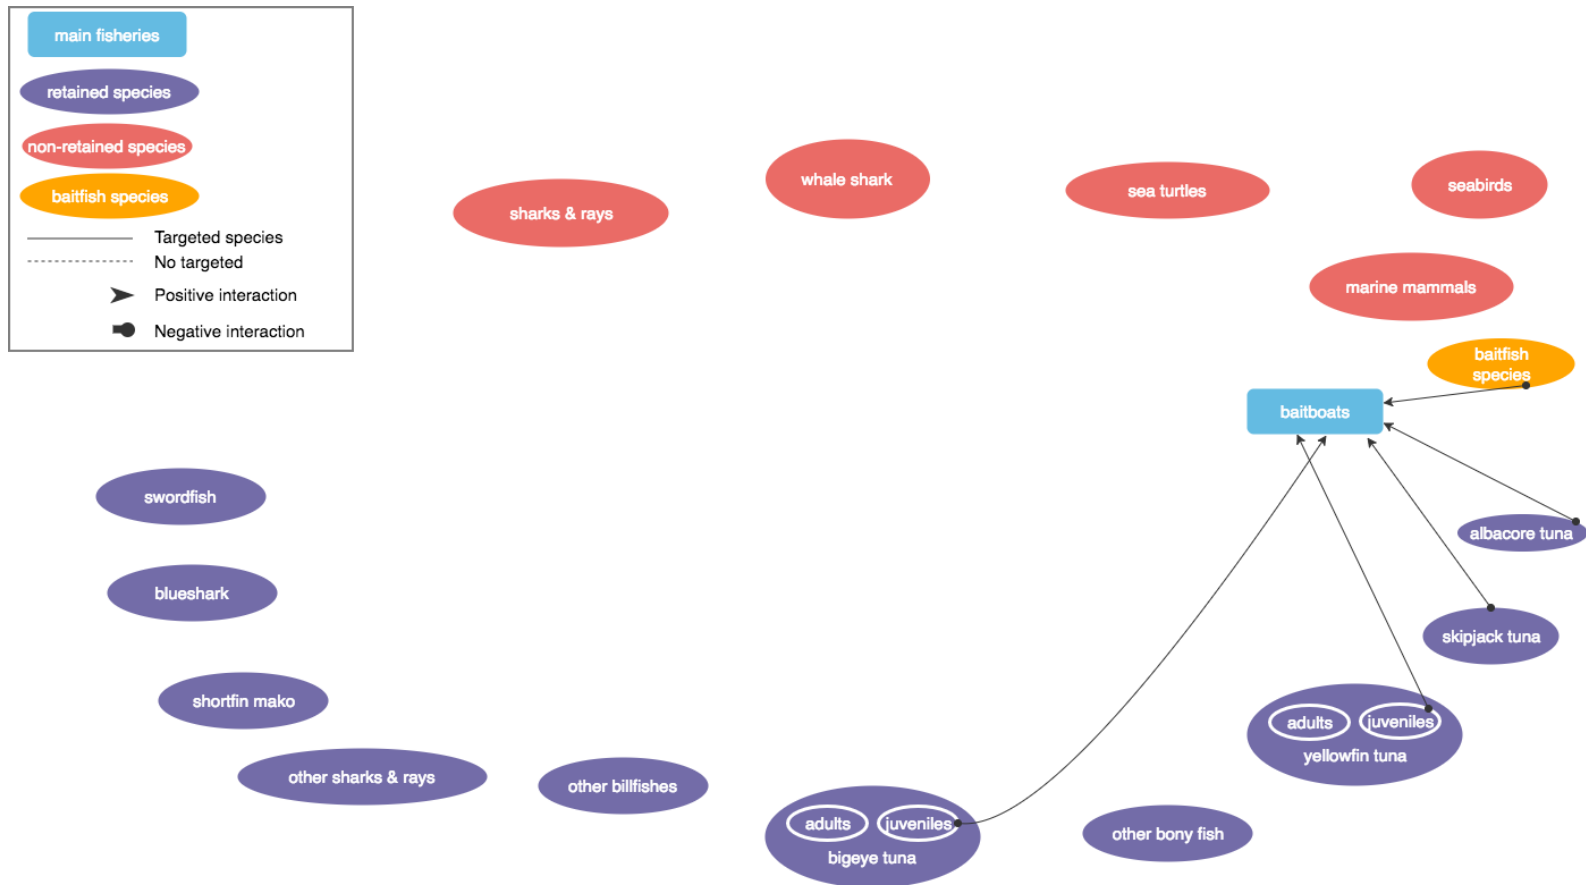 main fisheries
retained species
non-retained species
baitfish species
Targeted species
No targeted
Positive interaction
Negative interaction
whale shark
sharks & rays
sea turtles
seabirds
marine mammals
baitfish
species
baitboats
swordfish
albacore tuna
blueshark
skipjack tuna
shortfin mako
adults
juveniles
yellowfin tuna
other sharks & rays
other billfishes
adults
juveniles
bigeye tuna
other bony fish